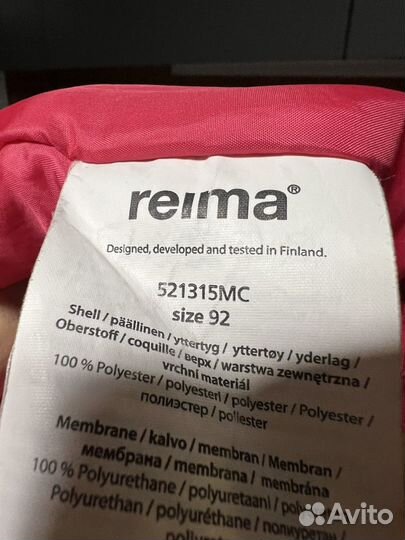 reima®
Designed, developed and tested in Finland.
521315MC
size 92
Shell / päällinen / yttertyg / yttertøy / yderlag /
Oberstoff / coquille / верх / warstwa zewnętrzna /
vrchní materiál
100 % Polyester / polyesteri / polyester / Polyester /
полиэстер / poliester
Membrane / kalvo / membran / Membran /
мембрана / membrana / membrána
100 % Polyurethane / polyuretaani / polyuretan /
Polyurethan / polyuréthane / полиуретан /
Avito